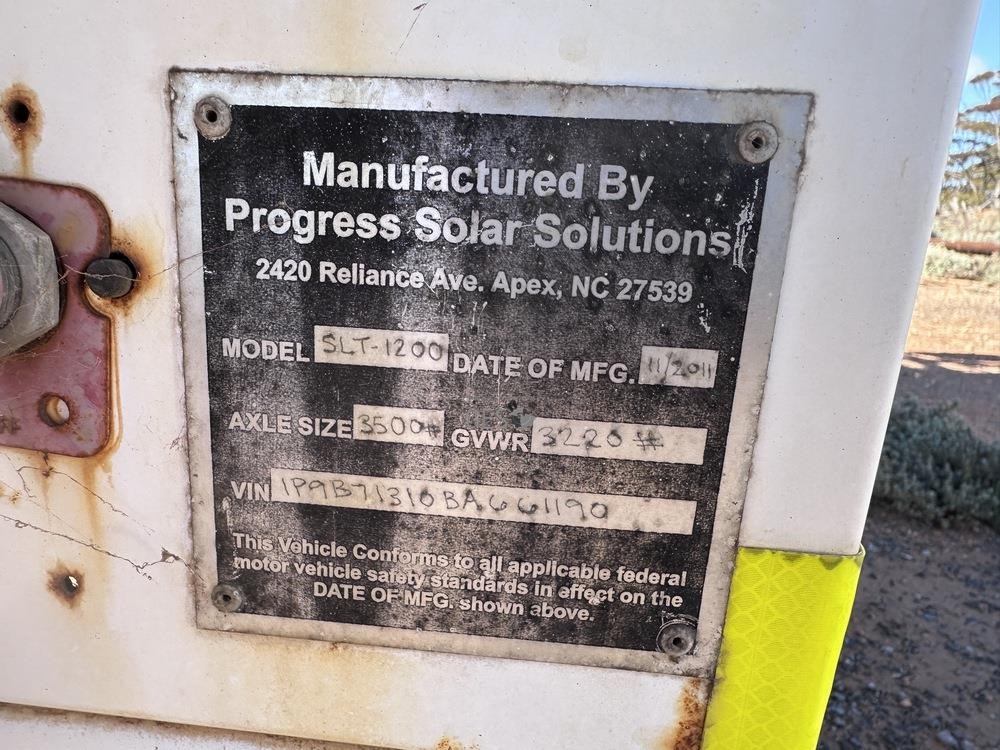 Manufactured By
Progress Solar Solutions
2420 Reliance Ave. Apex, NC 27539
MODEL SLT-1200 DATE OF MFG. 11/2011
AXLE SIZE 3500# GVWR 3220#
VIN 1P9B71310BA661190
This Vehicle Conforms to all applicable federal
motor vehicle safety standards in effect on the
DATE OF MFG. shown above.